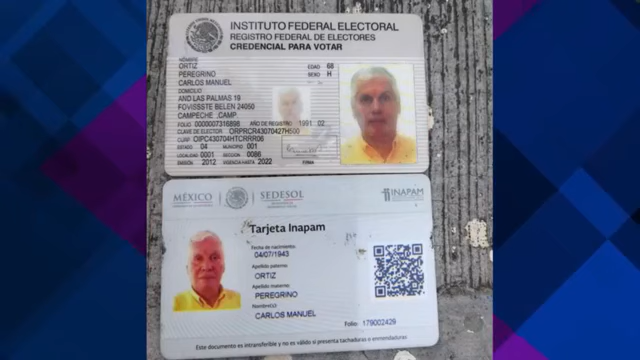 INSTITUTO FEDERAL ELECTORAL
REGISTRO FEDERAL DE ELECTORES
CREDENCIAL PARA VOTAR
NOMBRE
ORTIZ
PEREGRINO
CARLOS MANUEL
EDAD 68
SEXO H
DOMICILIO
AND LAS PALMAS 19
FOVISSSTE BELEN 24050
CAMPECHE ,CAMP.
FOLIO 0000007316898 AÑO DE REGISTRO 1991 02
CLAVE DE ELECTOR ORPRCR43070427H500
CURP OIPC430704HTCRRR06
ESTADO 04 MUNICIPIO 001
LOCALIDAD 0001 SECCION 0086
EMISIÓN 2012 VIGENCIA HASTA 2022
FIRMA
MÉXICO
SEDESOL
INAPAM
Tarjeta Inapam
Fecha de nacimiento:
04/07/1943
Apellido paterno:
ORTIZ
Apellido materno:
PEREGRINO
Nombre(s):
CARLOS MANUEL
Folio: 179002429
Este documento es intransferible y no es válido si presenta tachaduras o enmendaduras